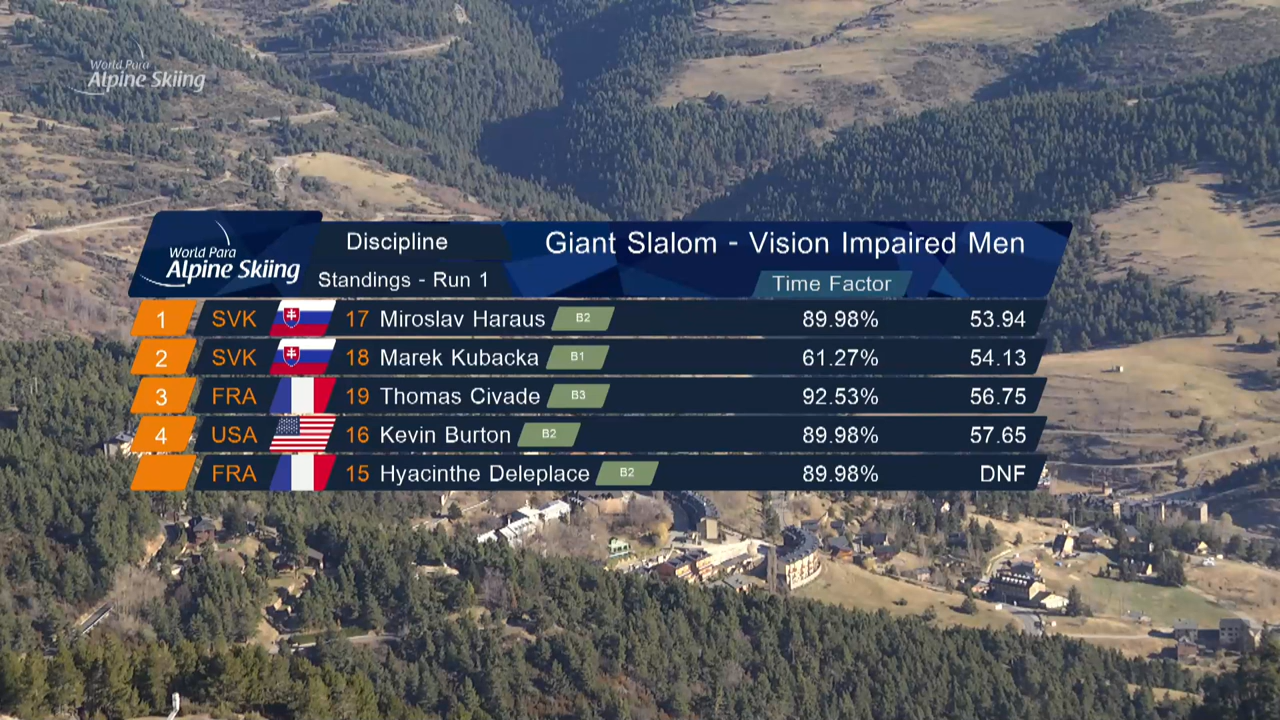 World Para
Alpine Skiing
World Para
Alpine Skiing
Discipline
Giant Slalom - Vision Impaired Men
Standings - Run 1
Time Factor
1 SVK 17 Miroslav Haraus B2 89.98% 53.94
2 SVK 18 Marek Kubacka B1 61.27% 54.13
3 FRA 19 Thomas Civade B3 92.53% 56.75
4 USA 16 Kevin Burton B2 89.98% 57.65
FRA 15 Hyacinthe Deleplace B2 89.98% DNF